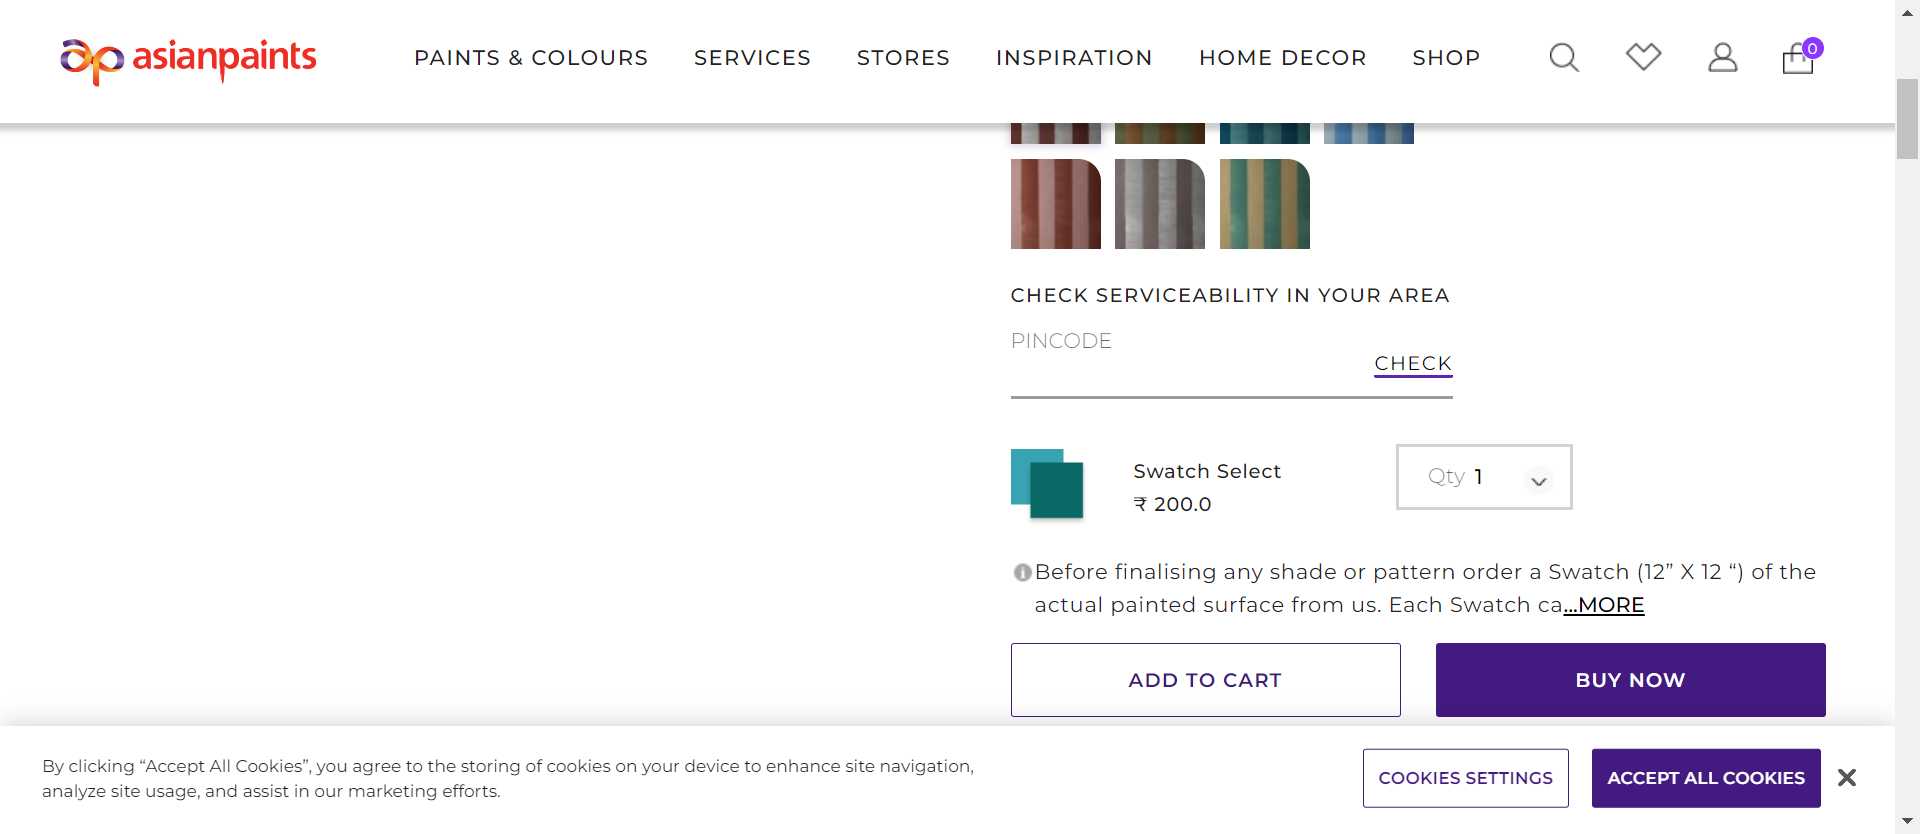 asianpaints
PAINTS & COLOURS SERVICES STORES INSPIRATION HOME DECOR SHOP 0
CHECK SERVICEABILITY IN YOUR AREA
PINCODE
CHECK
Swatch Select
₹ 200.0
Qty 1
Before finalising any shade or pattern order a Swatch (12” X 12 “) of the
actual painted surface from us. Each Swatch ca...MORE
ADD TO CART BUY NOW
By clicking “Accept All Cookies”, you agree to the storing of cookies on your device to enhance site navigation,
analyze site usage, and assist in our marketing efforts.
COOKIES SETTINGS ACCEPT ALL COOKIES